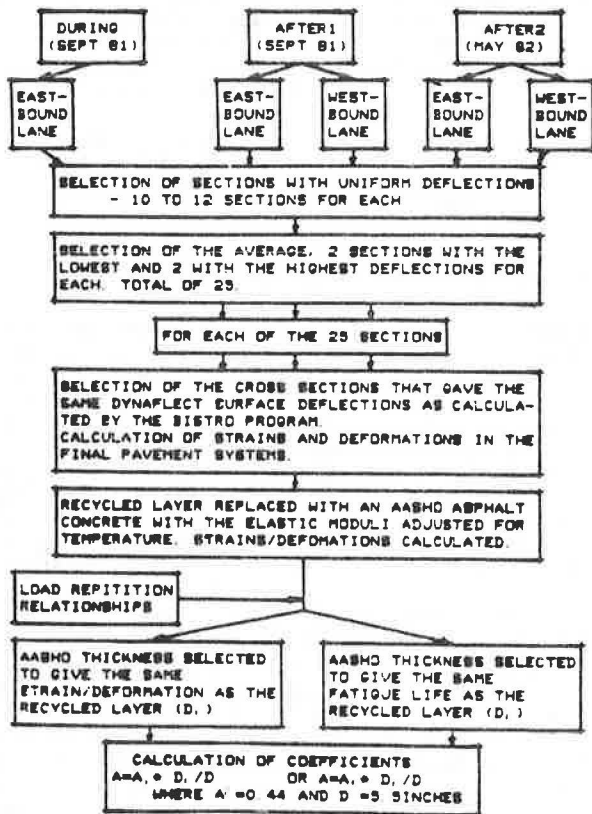 DURING
(SEPT 81)
AFTER1
(SEPT 81)
AFTER2
(MAY 82)
EAST-
BOUND
LANE
EAST-
BOUND
LANE
WEST-
BOUND
LANE
EAST-
BOUND
LANE
WEST-
BOUND
LANE
SELECTION OF SECTIONS WITH UNIFORM DEFLECTIONS
- 10 TO 12 SECTIONS FOR EACH
SELECTION OF THE AVERAGE, 2 SECTIONS WITH THE
LOWEST AND 2 WITH THE HIGHEST DEFLECTIONS FOR
EACH. TOTAL OF 25.
FOR EACH OF THE 25 SECTIONS
SELECTION OF THE CROSS SECTIONS THAT GAVE THE
SAME DYNAFLECT SURFACE DEFLECTIONS AS CALCULA-
TED BY THE BISTRO PROGRAM.
CALCULATION OF STRAINS AND DEFORMATIONS IN THE
FINAL PAVEMENT SYSTEMS.
RECYCLED LAYER REPLACED WITH AN AASHO ASPHALT
CONCRETE WITH THE ELASTIC MODULI ADJUSTED FOR
TEMPERATURE. STRAINS/DEFOMATIONS CALCULATED.
LOAD REPITITION
RELATIONSHIPS
AASHO THICKNESS SELECTED
TO GIVE THE SAME
STRAIN/DEFORMATION AS THE
RECYCLED LAYER (D,)
AASHO THICKNESS SELECTED
TO GIVE THE SAME
FATIGUE LIFE AS THE
RECYCLED LAYER (D,)
CALCULATION OF COEFFICIENTS
A=A, * D, /D OR A=A, * D, /D
WHERE A =0.44 AND D =5.5INCHES